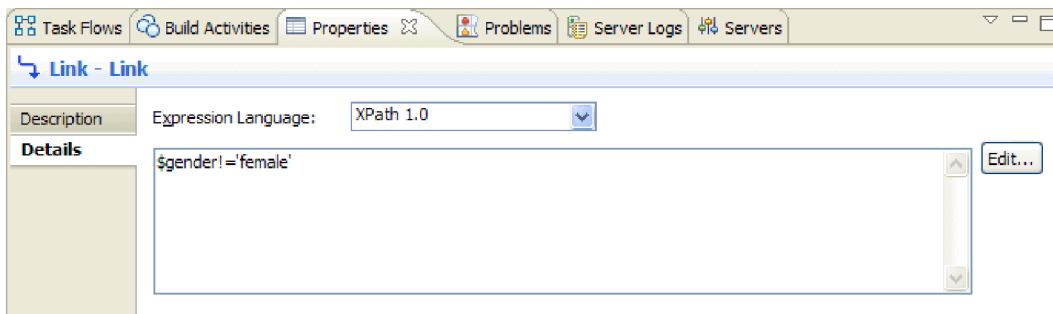 Task Flows Build Activities Properties Problems Server Logs Servers
Link - Link
Description Expression Language: XPath 1.0
Details
$gender!='female' Edit...